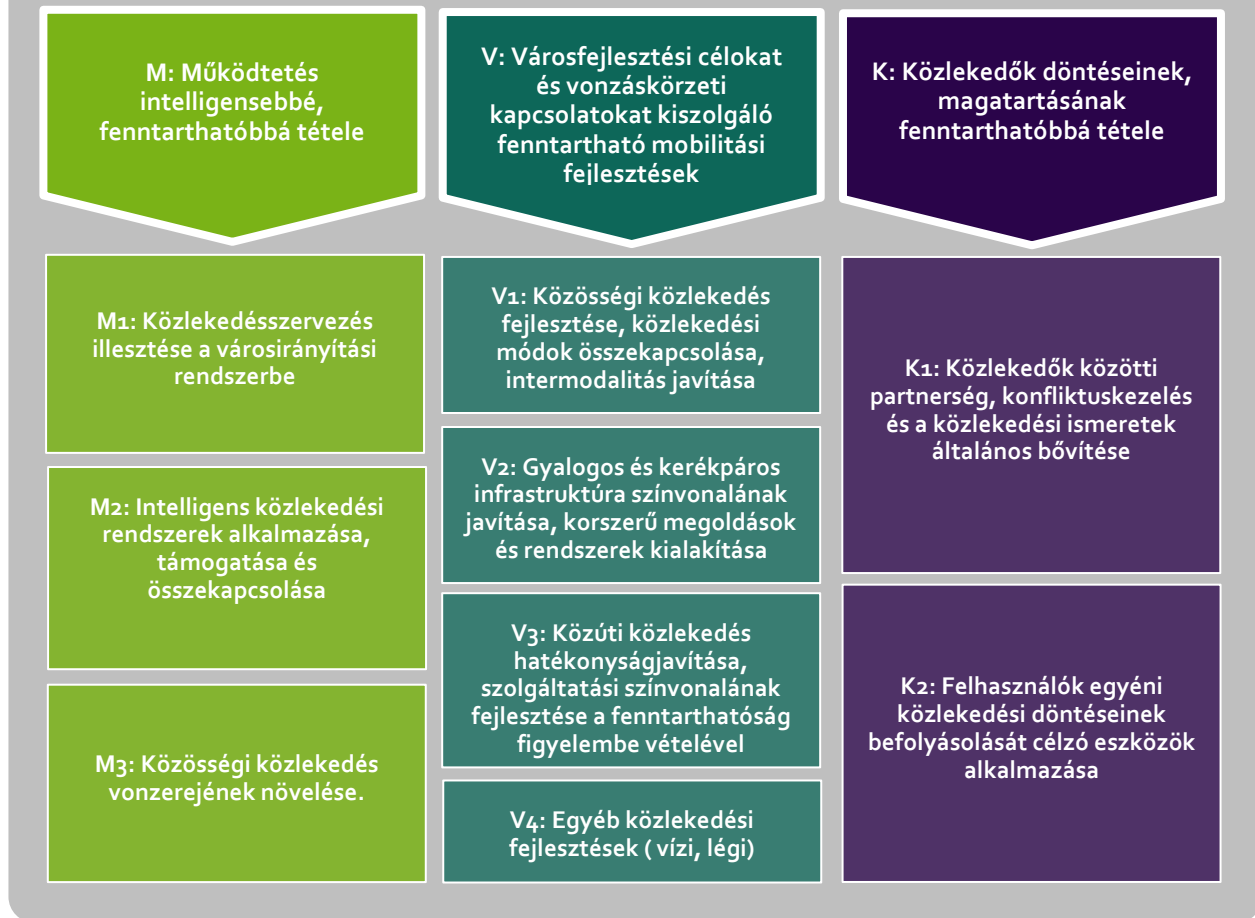 M: Működtetés
intelligensebbé,
fenntarthatóbbá tétele
V: Városfejlesztési célokat
és vonzáskörzeti
kapcsolatokat kiszolgáló
fenntartható mobilitási
fejlesztések
K: Közlekedők döntéseinek,
magatartásának
fenntarthatóbbá tétele
M1: Közlekedésszervezés
illesztése a városirányítási
rendszerbe
M2: Intelligens közlekedési
rendszerek alkalmazása,
támogatása és
összekapcsolása
M3: Közösségi közlekedés
vonzerejének növelése.
V1: Közösségi közlekedés
fejlesztése, közlekedési
módok összekapcsolása,
intermodalitás javítása
V2: Gyalogos és kerékpáros
infrastruktúra színvonalának
javítása, korszerű megoldások
és rendszerek kialakítása
V3: Közúti közlekedés
hatékonyságjavítása,
szolgáltatási színvonalának
fejlesztése a fenntarthatóság
figyelembe vételével
V4: Egyéb közlekedési
fejlesztések ( vízi, légi)
K1: Közlekedők közötti
partnerség, konfliktuskezelés
és a közlekedési ismeretek
általános bővítése
K2: Felhasználók egyéni
közlekedési döntéseinek
befolyásolását célzó eszközök
alkalmazása